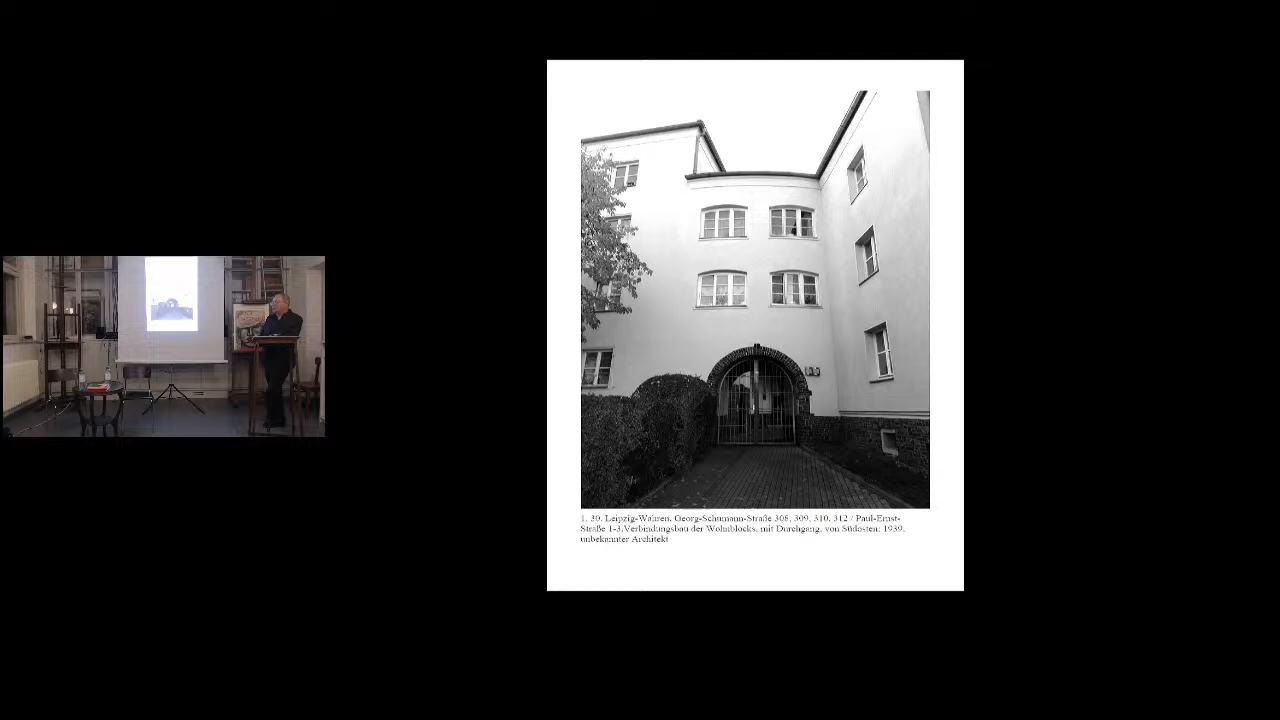 1. 30. Leipzig-Wahren. Georg-Schumann-Straße 308, 309, 310, 312 / Paul-Ernst-
Straße 1-3.Verbindungsbau der Wohnblocks, mit Durchgang, von Südosten; 1939,
unbekannter Architekt